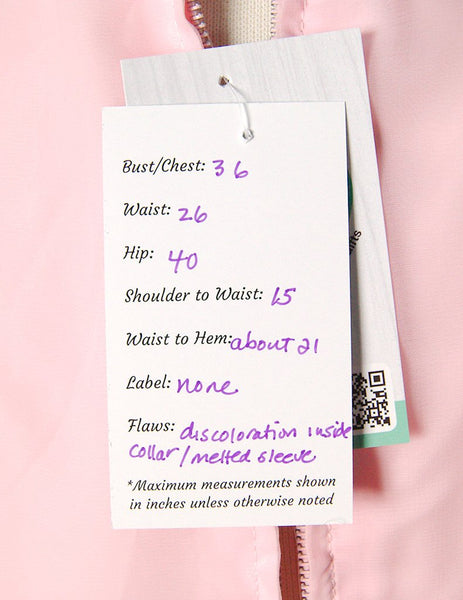 Bust/Chest: 36
Waist: 26
Hip: 40
Shoulder to Waist: 15
Waist to Hem: about 21
Label: none
Flaws: discoloration inside
collar/melted sleeve
*Maximum measurements shown
in inches unless otherwise noted